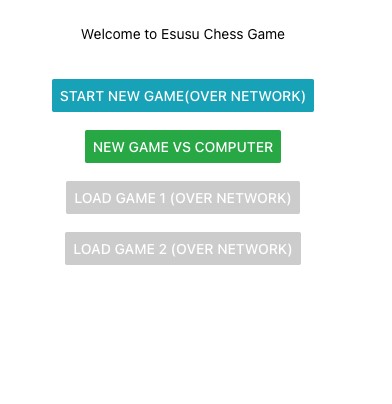 Welcome to Esusu Chess Game
START NEW GAME(OVER NETWORK)
NEW GAME VS COMPUTER
LOAD GAME 1 (OVER NETWORK)
LOAD GAME 2 (OVER NETWORK)